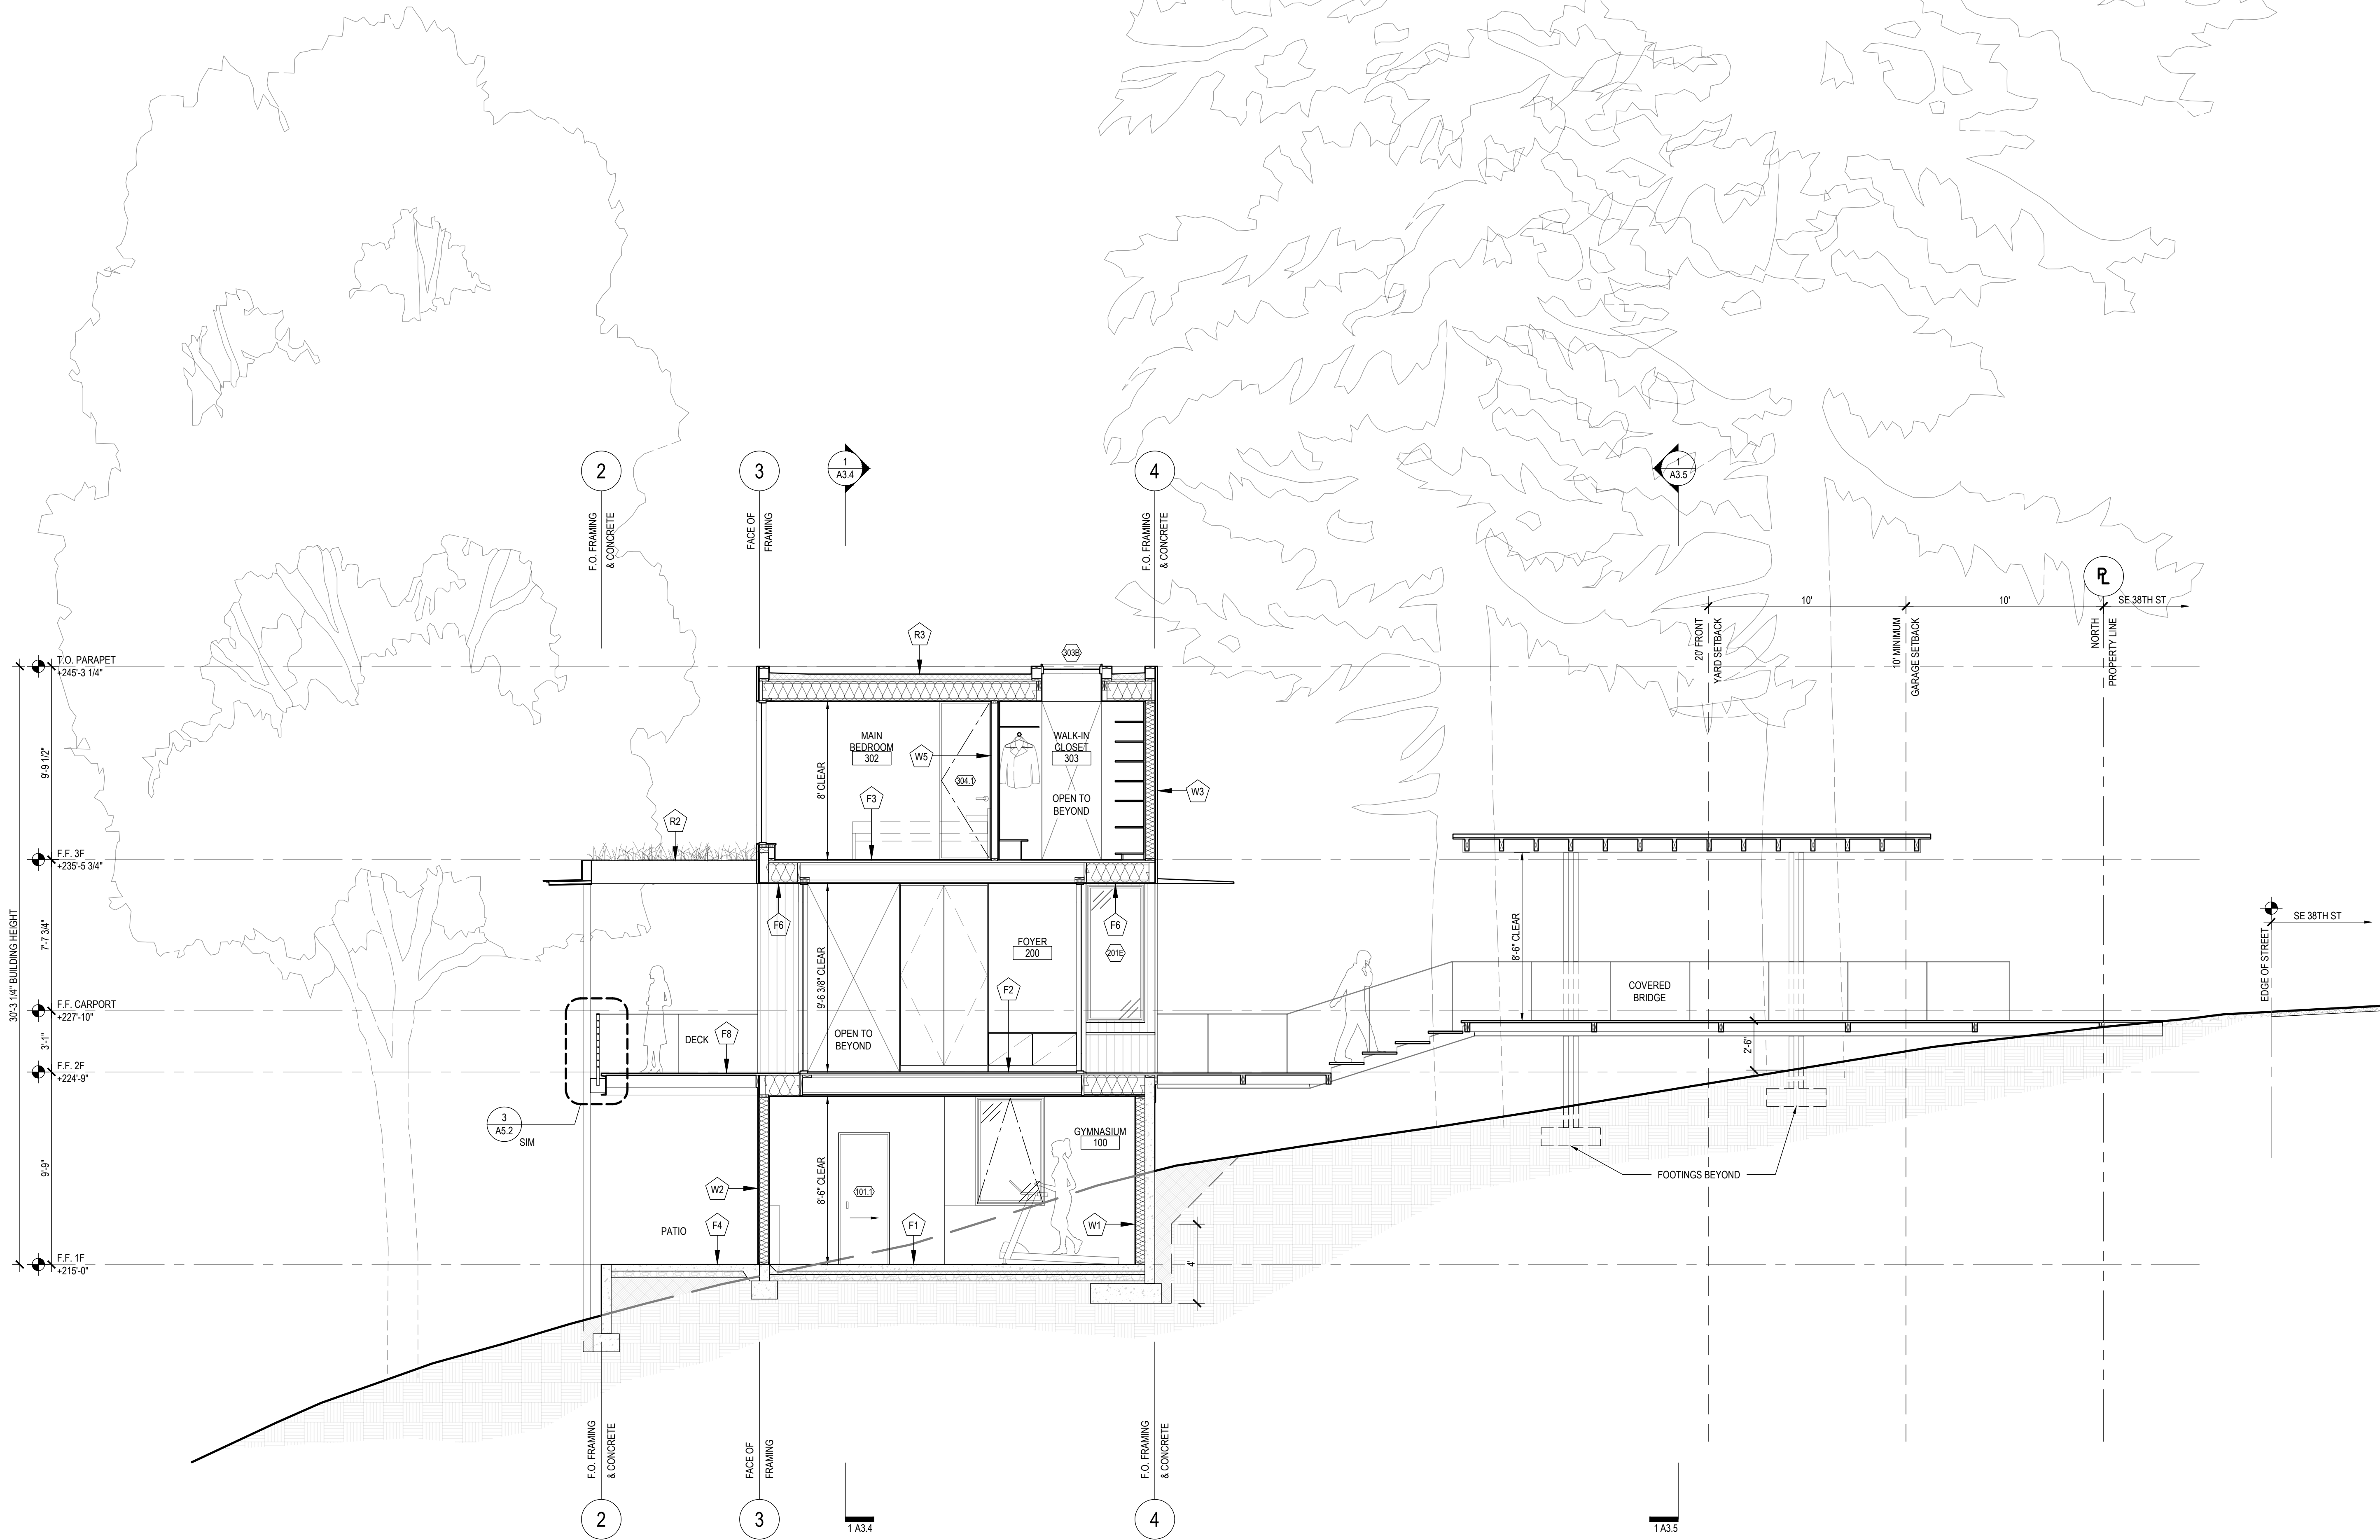 2
3
1
A3.4
4
1
A3.5
F.O. FRAMING
& CONCRETE
FACE OF
FRAMING
F.O. FRAMING
& CONCRETE
PL
10'
10'
SE 38TH ST
20' FRONT
YARD SETBACK
10' MINIMUM
GARAGE SETBACK
NORTH
PROPERTY LINE
R3
303B
T.O. PARAPET
+245'-3 1/4"
9'-9 1/2"
MAIN
BEDROOM
302
W5
304.1
WALK-IN
CLOSET
303
OPEN TO
BEYOND
W3
8' CLEAR
F3
R2
F.F. 3F
+235'-5 3/4"
30'-3 1/4" BUILDING HEIGHT
7'-7 3/4"
F6
F6
9'-6 3/8" CLEAR
FOYER
200
201E
F2
8'-6" CLEAR
COVERED
BRIDGE
EDGE OF STREET
SE 38TH ST
F.F. CARPORT
+227'-10"
3'-1"
DECK
F8
OPEN TO
BEYOND
2'-6"
F.F. 2F
+224'-9"
3
A5.2
SIM
9'-9"
GYMNASIUM
100
8'-6" CLEAR
W2
101.1
PATIO
F4
F1
W1
4'
FOOTINGS BEYOND
F.F. 1F
+215'-0"
F.O. FRAMING
& CONCRETE
FACE OF
FRAMING
F.O. FRAMING
& CONCRETE
2
3
1 A3.4
4
1 A3.5